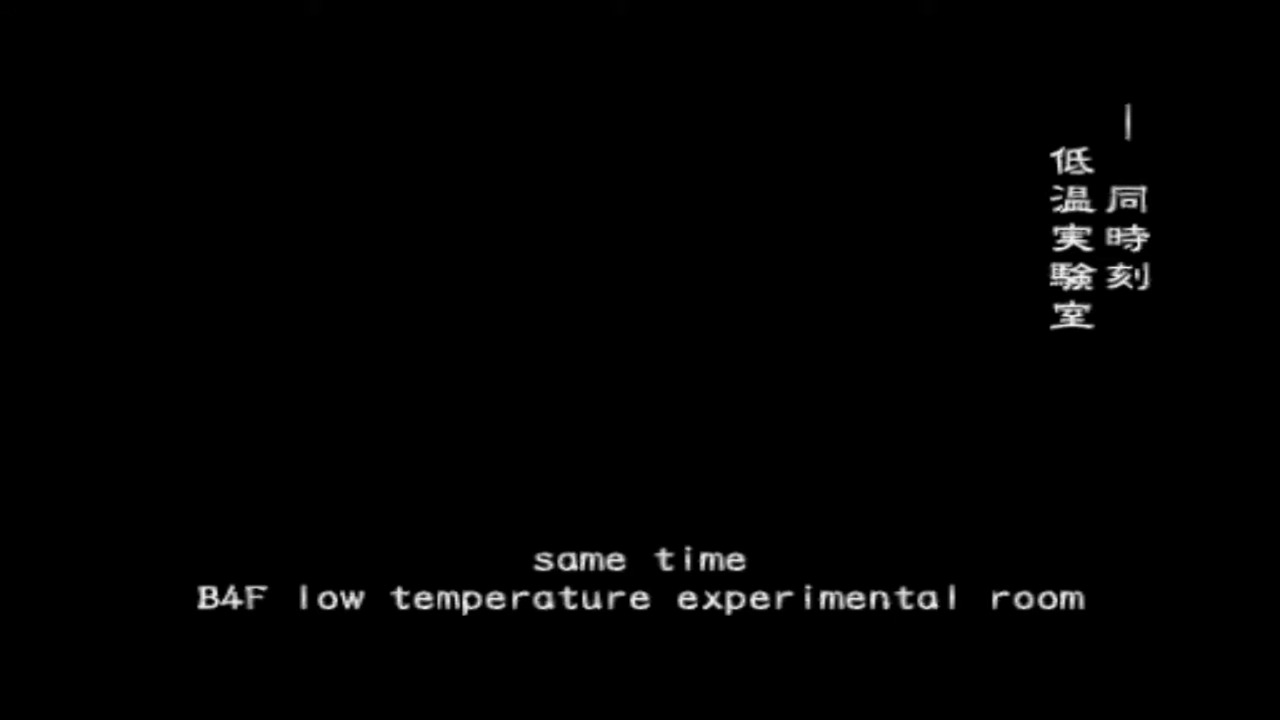 | 同時刻
低温実験室
same time
B4F low temperature experimental room